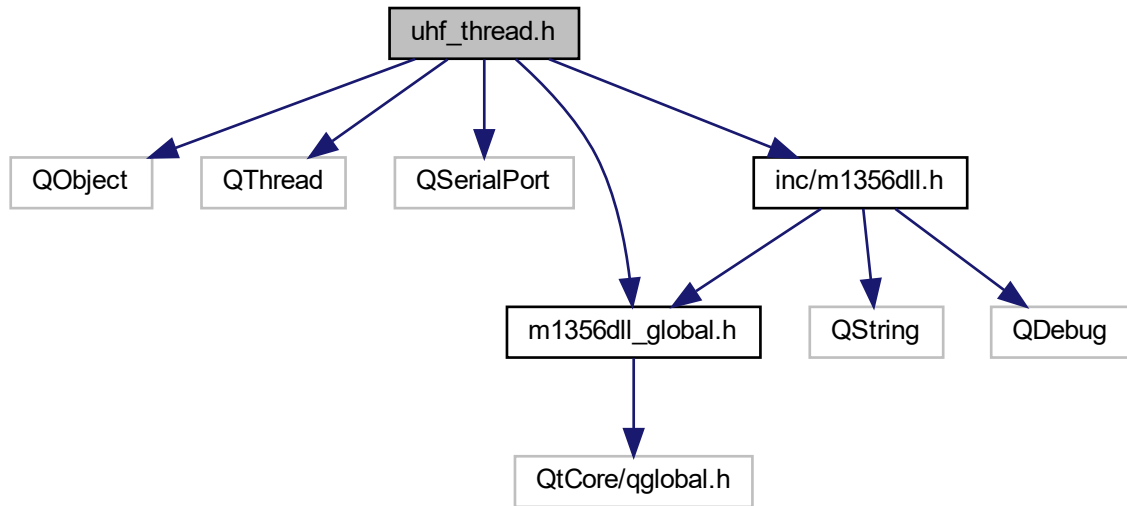 uhf_thread.h
QObject
QThread
QSerialPort
inc/m1356dll.h
m1356dll_global.h
QString
QDebug
QtCore/qglobal.h